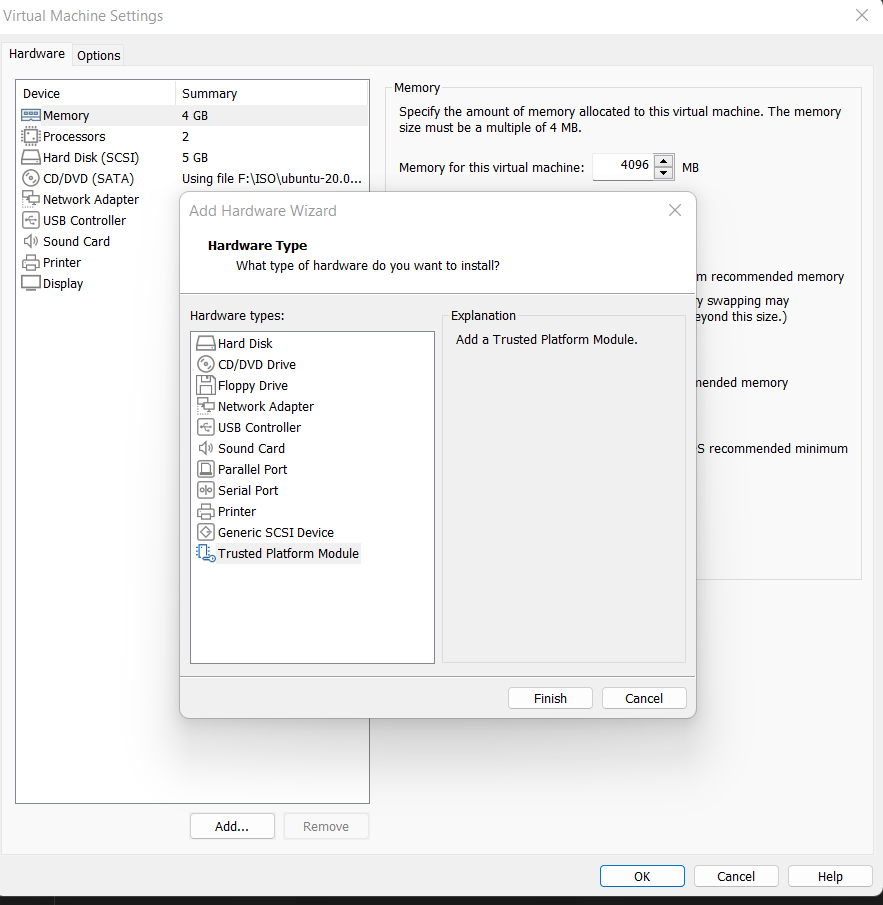 Virtual Machine Settings
Hardware
Options
Device Summary
Memory 4 GB
Processors 2
Hard Disk (SCSI) 5 GB
CD/DVD (SATA) Using file F:\ISO\ubuntu-20.0...
Network Adapter
USB Controller
Sound Card
Printer
Display
Add...
Remove
Memory
Specify the amount of memory allocated to this virtual machine. The memory
size must be a multiple of 4 MB.
Memory for this virtual machine: 4096 MB
recommended memory
swapping may
this size.)
memory
recommended minimum
Add Hardware Wizard
Hardware Type
What type of hardware do you want to install?
Hardware types:
Hard Disk
CD/DVD Drive
Floppy Drive
Network Adapter
USB Controller
Sound Card
Parallel Port
Serial Port
Printer
Generic SCSI Device
Trusted Platform Module
Explanation
Add a Trusted Platform Module.
Finish
Cancel
OK
Cancel
Help